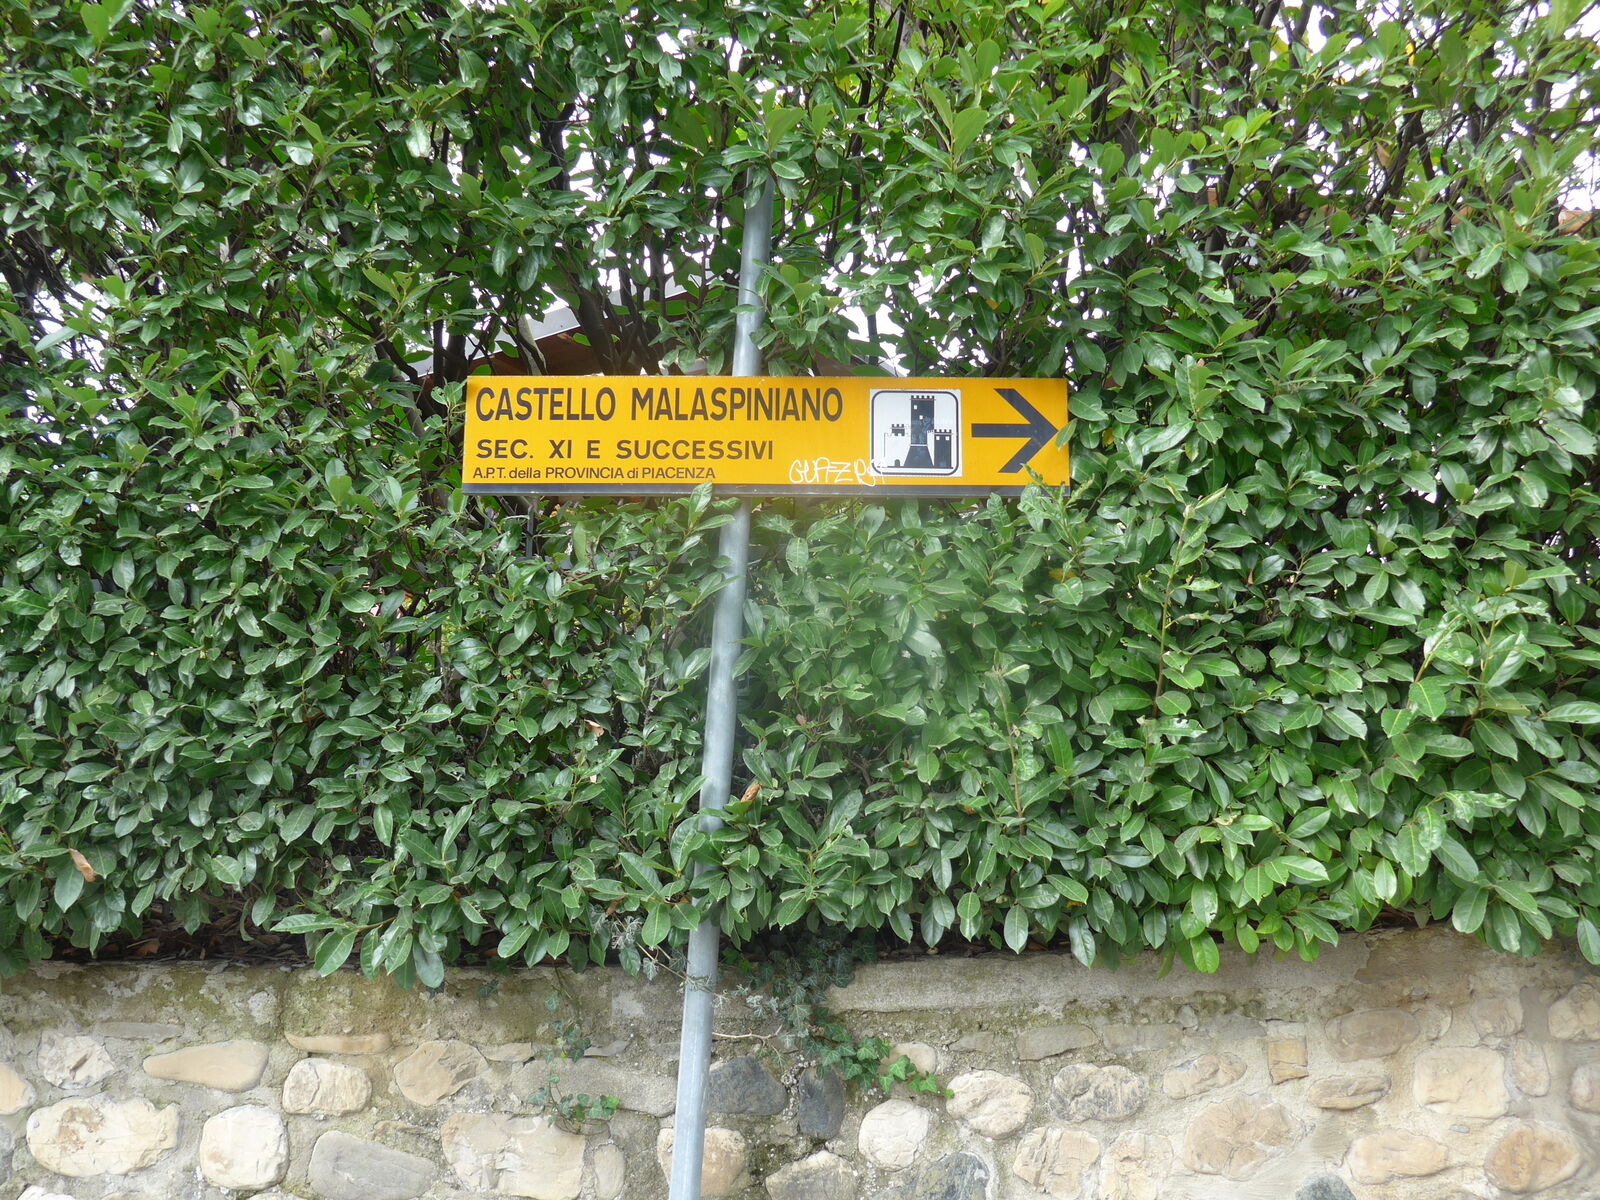 CASTELLO MALASPINIANO
SEC. XI E SUCCESSIVI
A.P.T. della PROVINCIA di PIACENZA